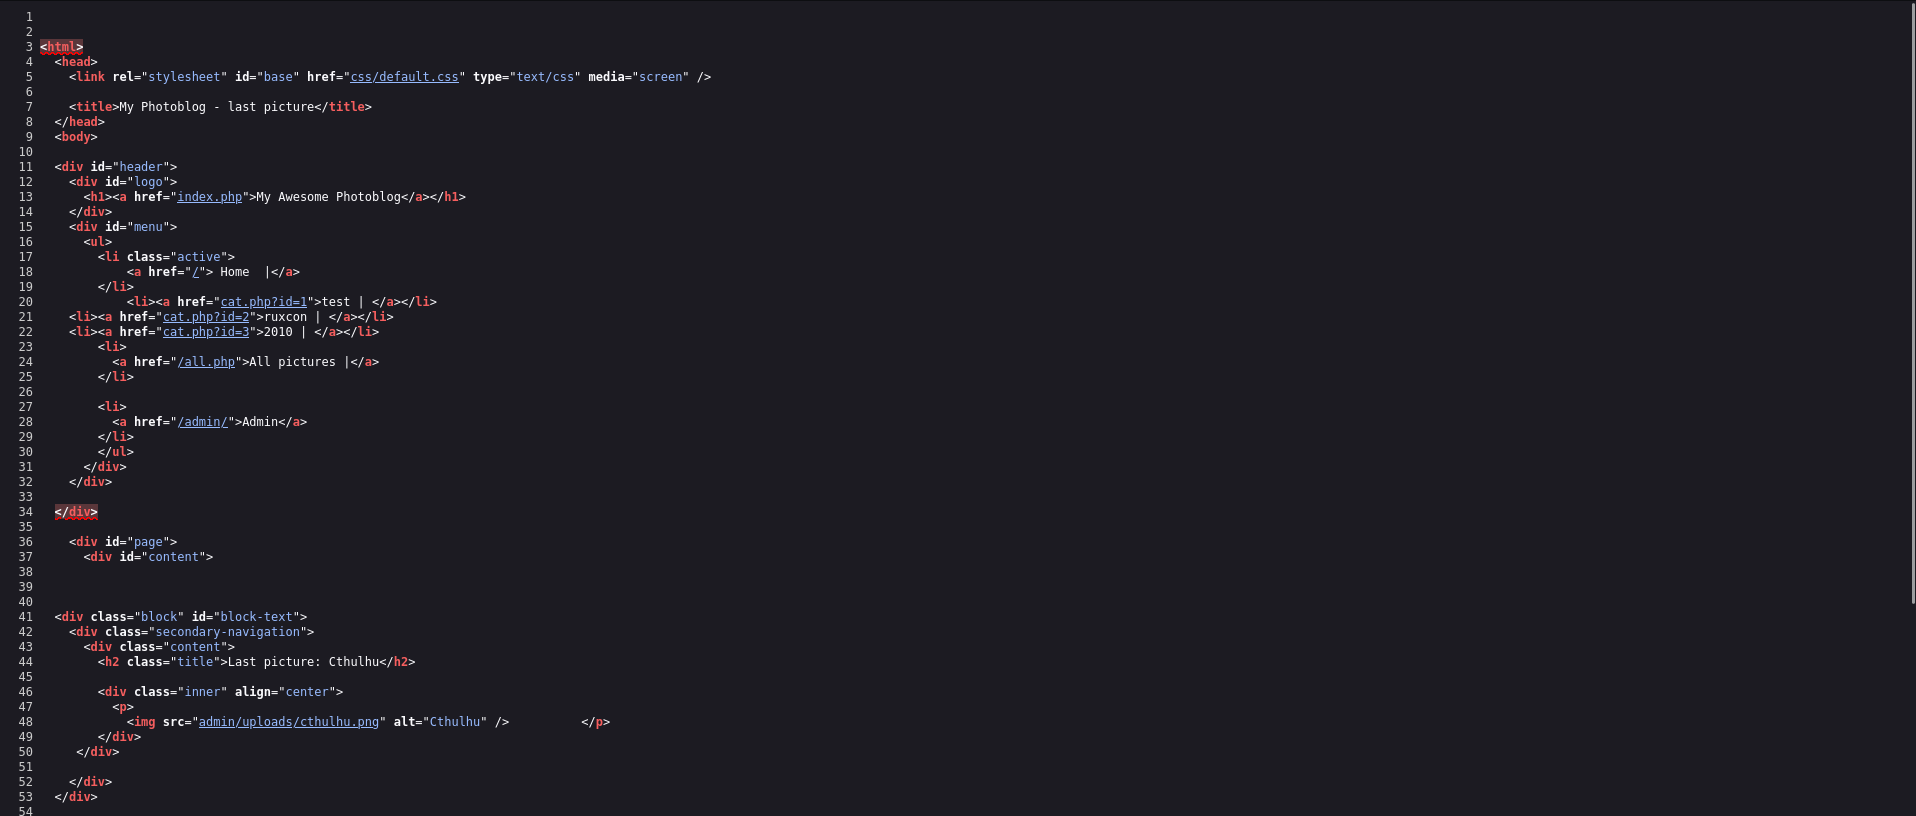 1
2
3 <html>
4 <head>
5 <link rel="stylesheet" id="base" href="css/default.css" type="text/css" media="screen" />
6
7 <title>My Photoblog - last picture</title>
8 </head>
9 <body>
10
11 <div id="header">
12 <div id="logo">
13 <h1><a href="index.php">My Awesome Photoblog</a></h1>
14 </div>
15 <div id="menu">
16 <ul>
17 <li class="active">
18 <a href="/"> Home  |</a>
19 </li>
20 <li><a href="cat.php?id=1">test | </a></li>
21 <li><a href="cat.php?id=2">ruxcon | </a></li>
22 <li><a href="cat.php?id=3">2010 | </a></li>
23 <li>
24 <a href="/all.php">All pictures |</a>
25 </li>
26
27 <li>
28 <a href="/admin/">Admin</a>
29 </li>
30 </ul>
31 </div>
32 </div>
33
34 </div>
35
36 <div id="page">
37 <div id="content">
38
39
40
41 <div class="block" id="block-text">
42 <div class="secondary-navigation">
43 <div class="content">
44 <h2 class="title">Last picture: Cthulhu</h2>
45
46 <div class="inner" align="center">
47 <p>
48 <img src="admin/uploads/cthulhu.png" alt="Cthulhu" />          </p>
49 </div>
50 </div>
51
52 </div>
53 </div>
54